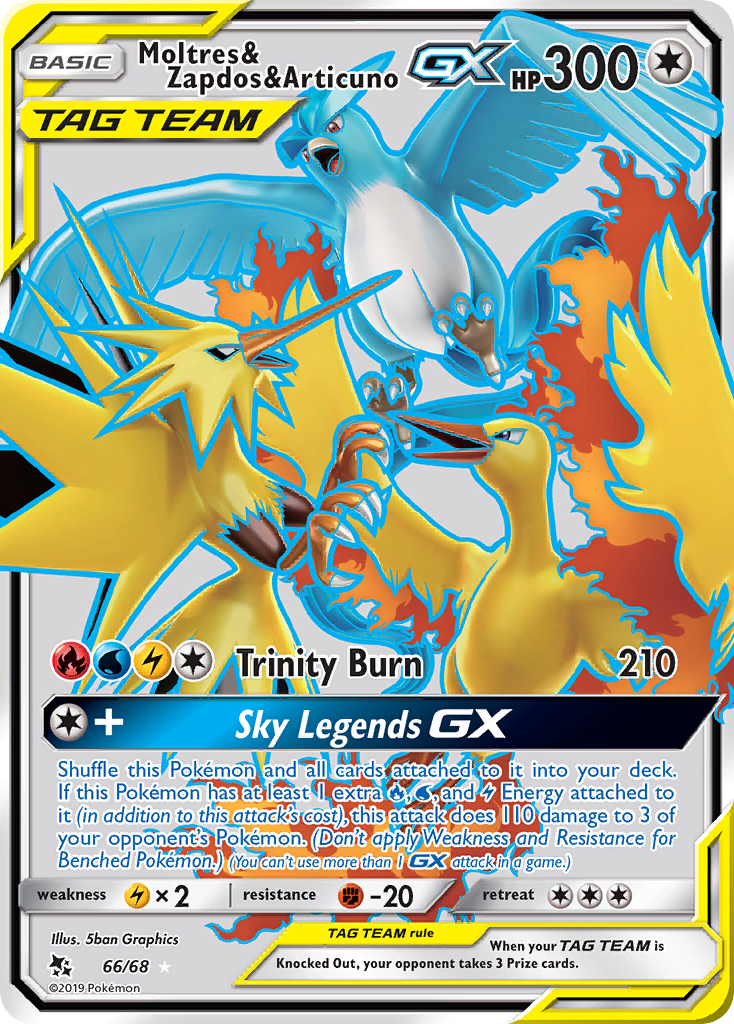 BASIC
Moltres&
Zapdos&Articuno GX HP 300
TAG TEAM
Trinity Burn 210
+ Sky Legends GX
Shuffle this Pokémon and all cards attached to it into your deck.
If this Pokémon has at least 1 extra , , and Energy attached to
it (in addition to this attack's cost), this attack does 110 damage to 3 of
your opponent's Pokémon. (Don't apply Weakness and Resistance for
Benched Pokémon.) (You can't use more than 1 GX attack in a game.)
weakness ×2 resistance -20 retreat
Illus. 5ban Graphics
66/68
©2019 Pokémon
TAG TEAM rule
When your TAG TEAM is
Knocked Out, your opponent takes 3 Prize cards.